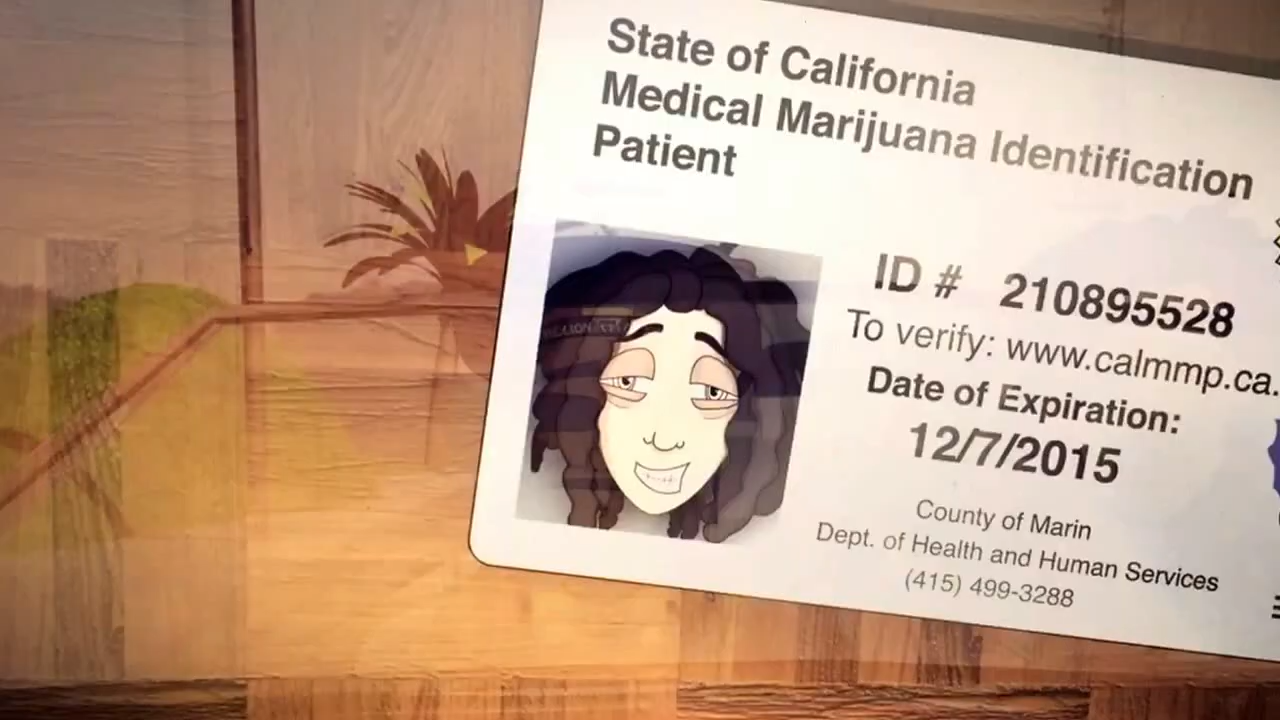 State of California
Medical Marijuana Identification
Patient
ID # 210895528
To verify: www.calmmp.ca.
Date of Expiration:
12/7/2015
County of Marin
Dept. of Health and Human Services
(415) 499-3288